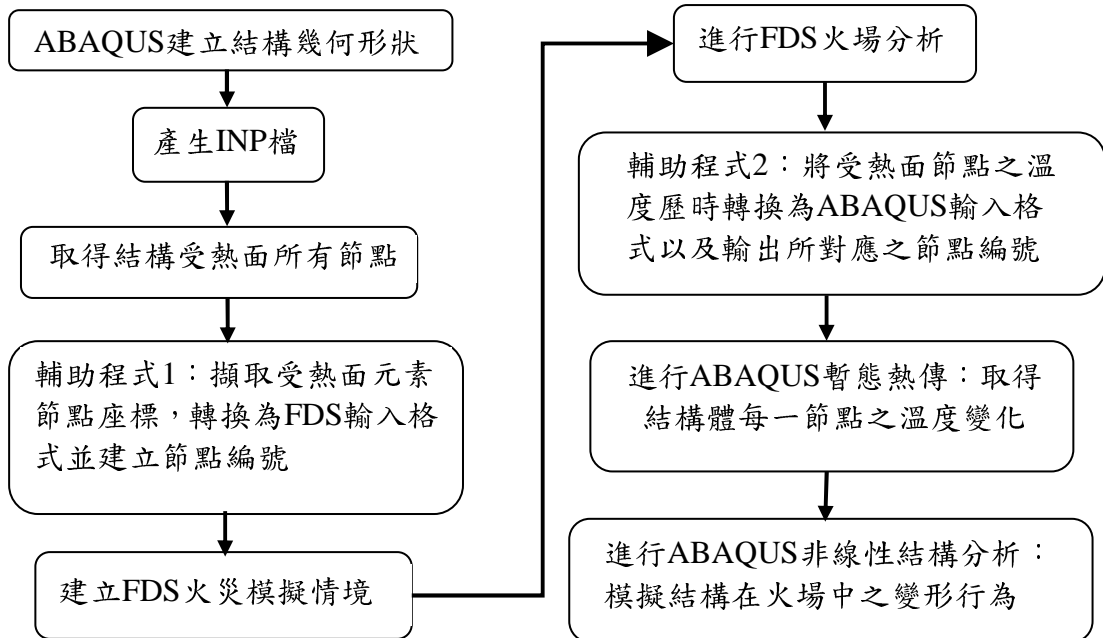 ABAQUS建立結構幾何形狀
產生INP檔
取得結構受熱面所有節點
輔助程式1：擷取受熱面元素
節點座標，轉換為FDS輸入格
式並建立節點編號
建立FDS火災模擬情境
進行FDS火場分析
輔助程式2：將受熱面節點之溫
度歷時轉換為ABAQUS輸入格
式以及輸出所對應之節點編號
進行ABAQUS暫態熱傳：取得
結構體每一節點之溫度變化
進行ABAQUS非線性結構分析：
模擬結構在火場中之變形行為